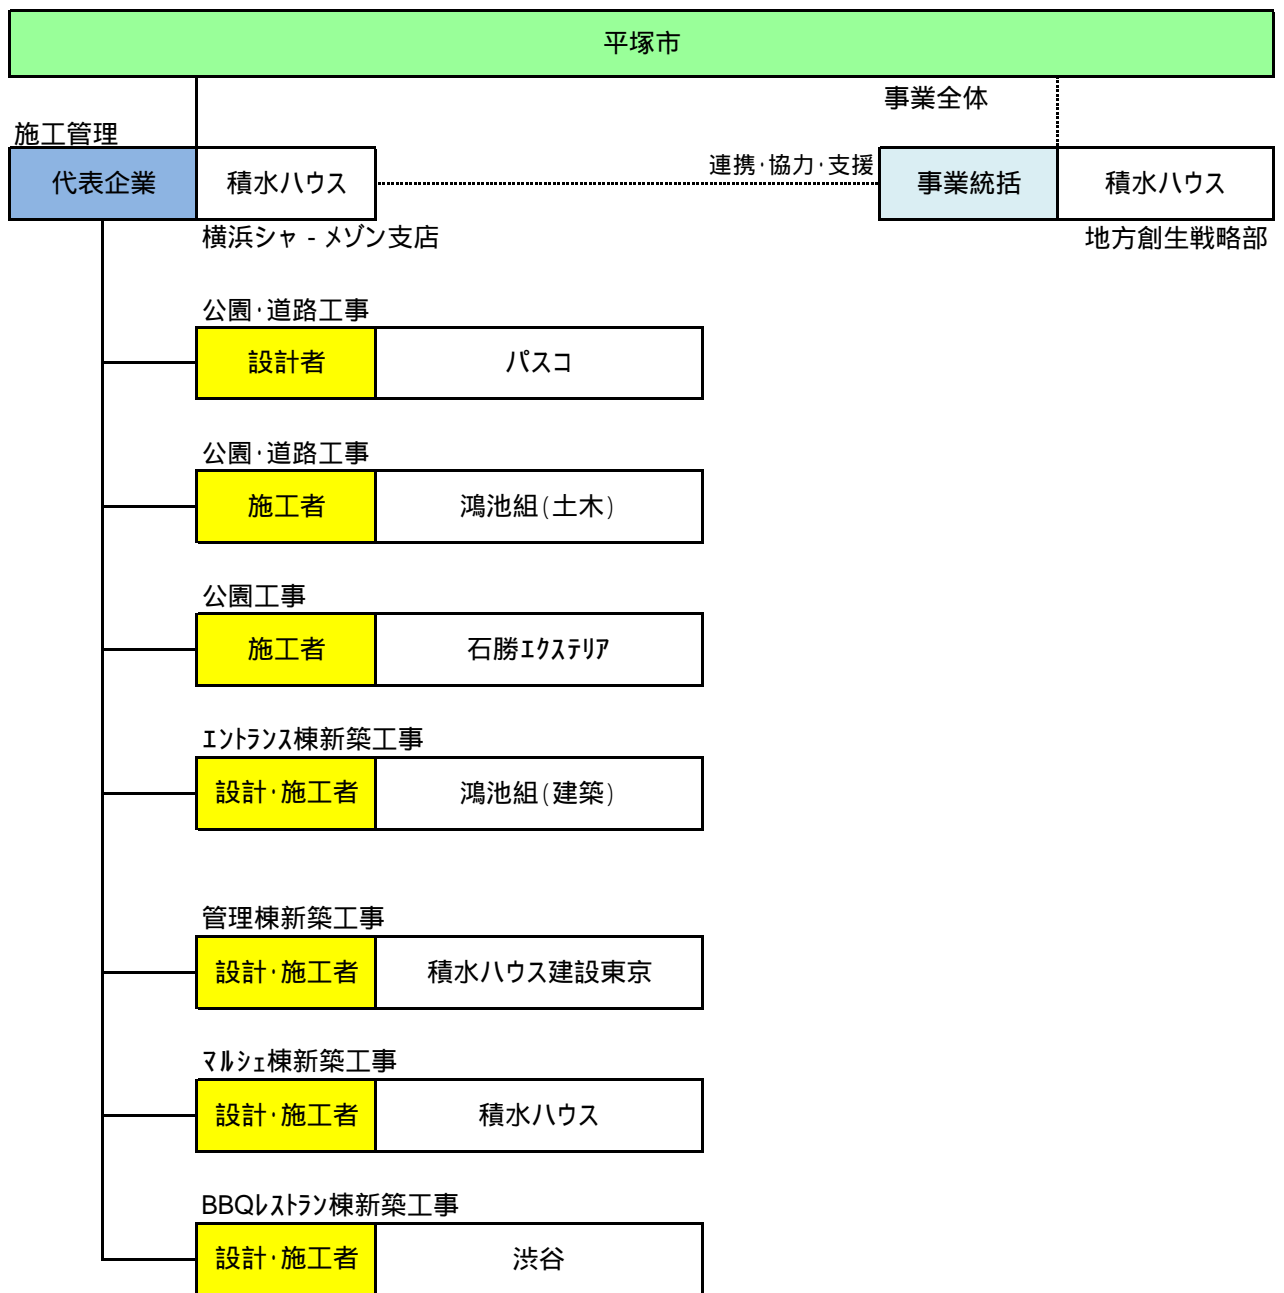 平塚市
事業全体
施工管理
代表企業 積水ハウス 連携・協力・支援 事業統括 積水ハウス
横浜シャ-メゾン支店 地方創生戦略部
公園・道路工事
設計者 パスコ
公園・道路工事
施工者 鴻池組(土木)
公園工事
施工者 石勝ｴｸｽﾃﾘｱ
ｴﾝﾄﾗﾝｽ棟新築工事
設計・施工者 鴻池組(建築)
管理棟新築工事
設計・施工者 積水ハウス建設東京
ﾏﾙｼｪ棟新築工事
設計・施工者 積水ハウス
BBQﾚｽﾄﾗﾝ棟新築工事
設計・施工者 渋谷